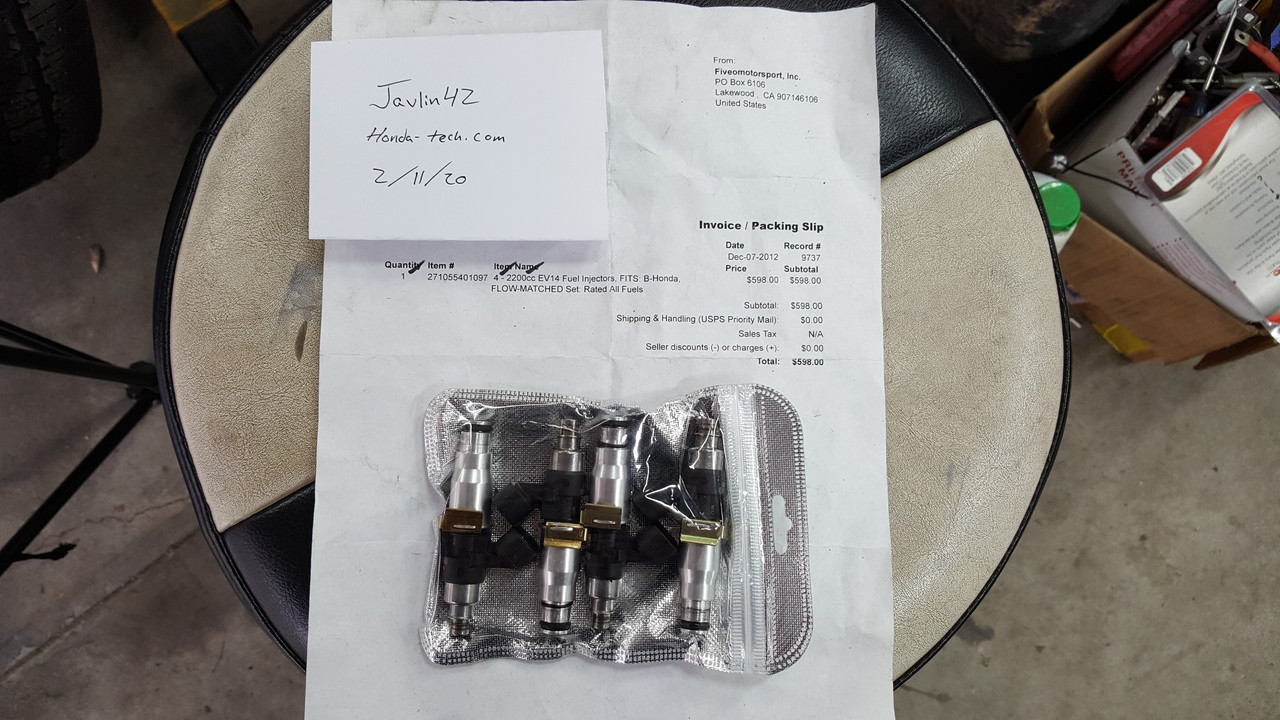 Javlin42
Honda-tech.com
2/11/20
From:
Fiveomotorsport, Inc.
PO Box 6106
Lakewood , CA 907146106
United States
Invoice / Packing Slip
Date Record #
Dec-07-2012 9737
Quantity Item # Item Name Price Subtotal
1 271055401097 4 - 2200cc EV14 Fuel Injectors, FITS: B-Honda, $598.00 $598.00
FLOW-MATCHED Set: Rated All Fuels
Subtotal: $598.00
Shipping & Handling (USPS Priority Mail): $0.00
Sales Tax N/A
Seller discounts (-) or charges (+): $0.00
Total: $598.00